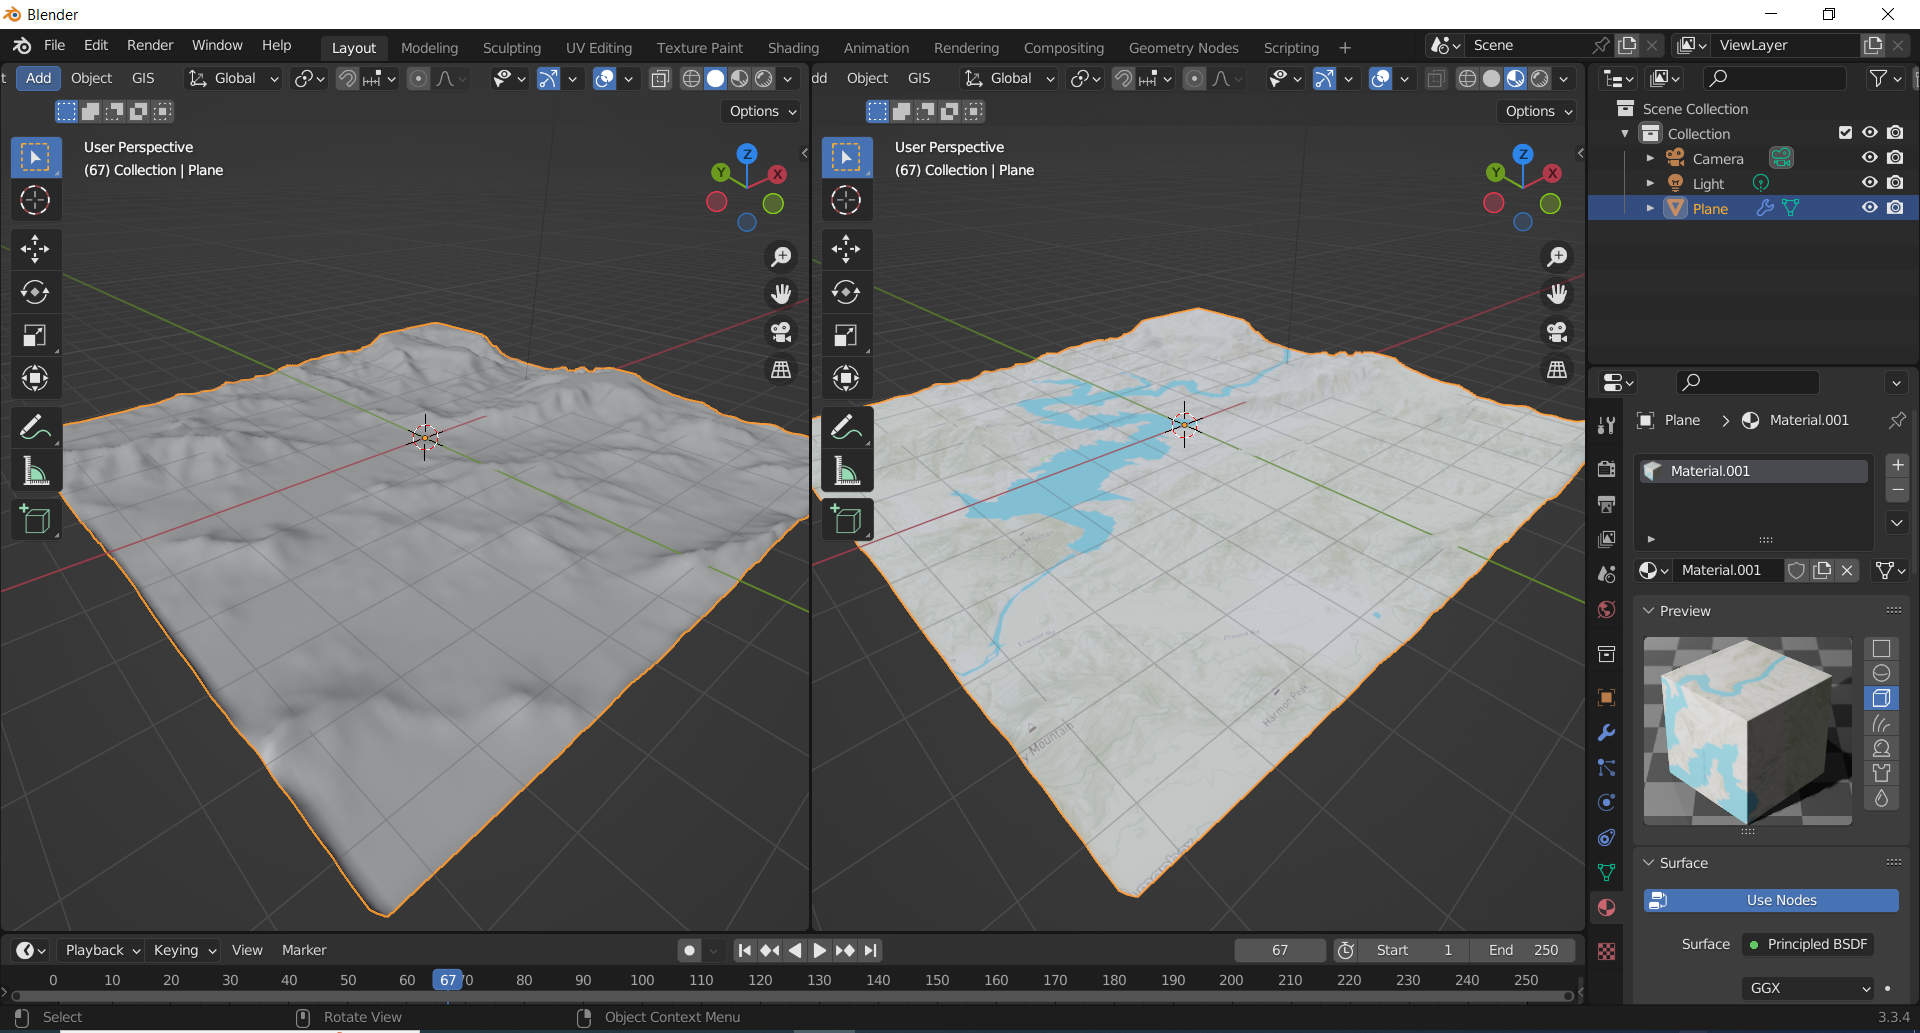 Blender
File Edit Render Window Help Layout Modeling Sculpting UV Editing Texture Paint Shading Animation Rendering Compositing Geometry Nodes Scripting + Scene ViewLayer
t Add Object GIS Global dd Object GIS Global
Options Options
User Perspective
(67) Collection | Plane
Z
Y
X
User Perspective
(67) Collection | Plane
Z
Y
X
Harmon Peak
y Mountain
Scene Collection
Collection
Camera
Light
Plane
Plane > Material.001
Material.001
Material.001
Preview
Surface
Use Nodes
Surface Principled BSDF
GGX
Playback Keying View Marker 67 Start 1 End 250
0 10 20 30 40 50 60 67 70 80 90 100 110 120 130 140 150 160 170 180 190 200 210 220 230 240 250
Select Rotate View Object Context Menu 3.3.4